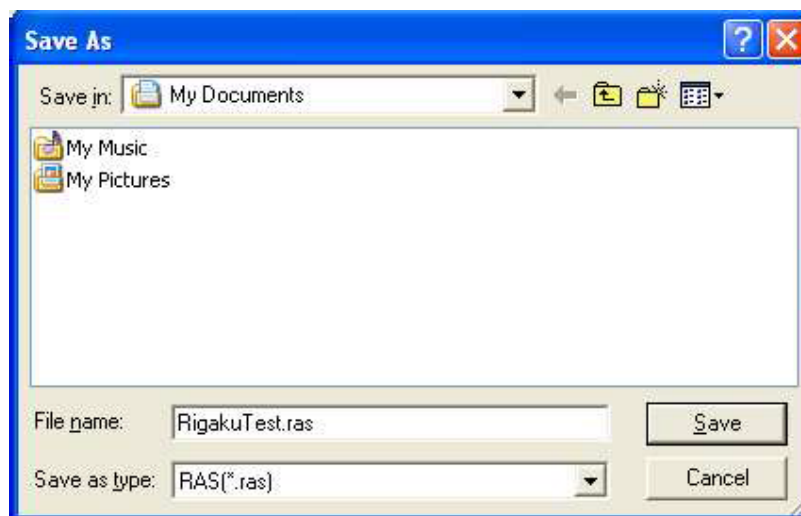 Save As
Save in: My Documents
My Music
My Pictures
File name: RigakuTest.ras Save
Save as type: RAS(*.ras) Cancel